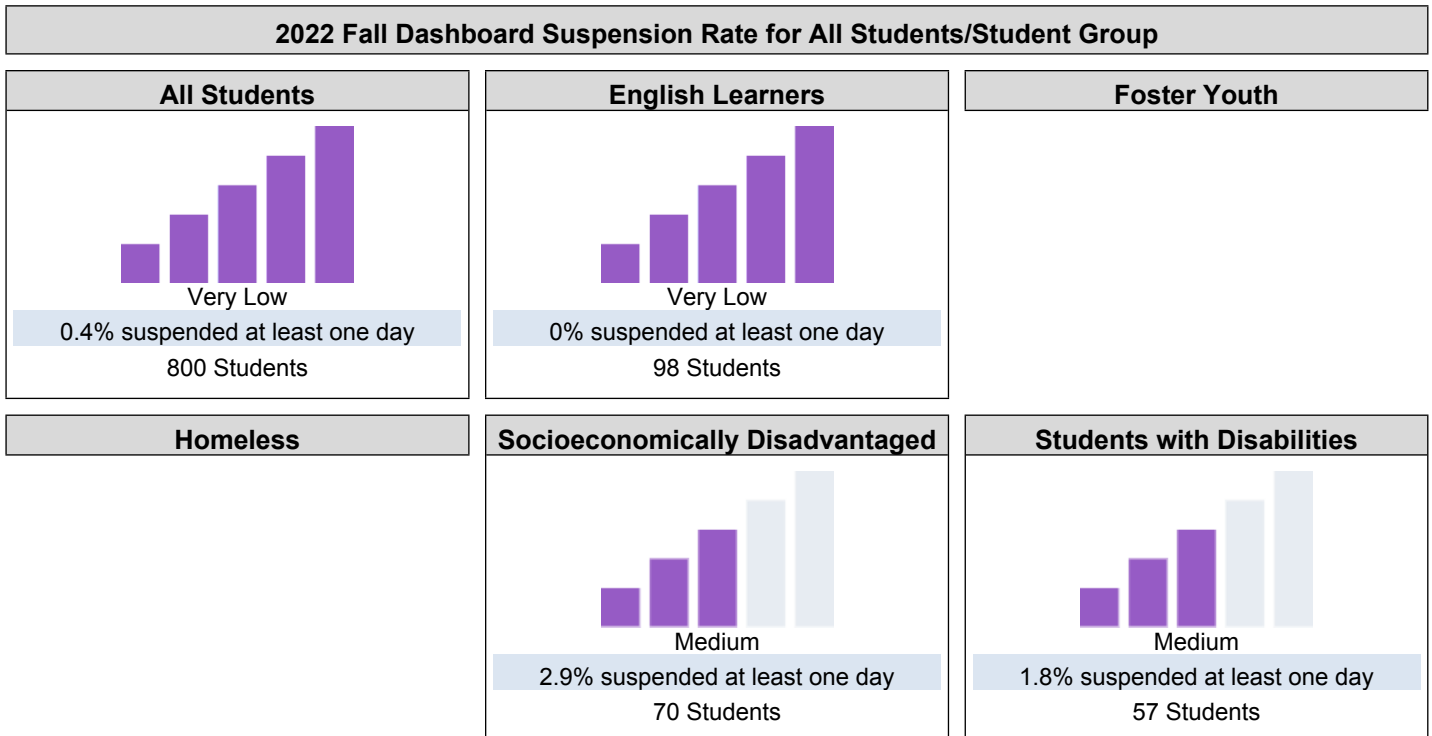 2022 Fall Dashboard Suspension Rate for All Students/Student Group
All Students
Very Low
0.4% suspended at least one day
800 Students
English Learners
Very Low
0% suspended at least one day
98 Students
Foster Youth
Homeless
Socioeconomically Disadvantaged
Medium
2.9% suspended at least one day
70 Students
Students with Disabilities
Medium
1.8% suspended at least one day
57 Students